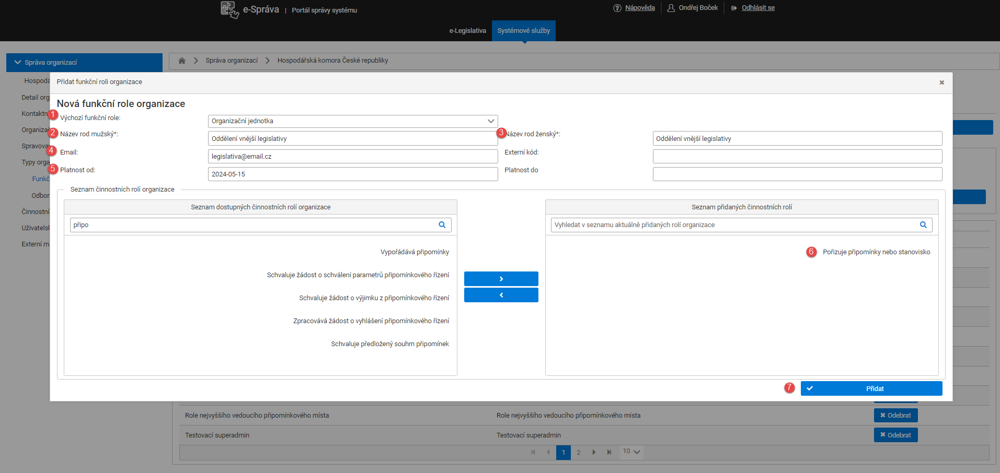 e-Správa | Portál správy systému
Nápověda
Ondřej Boček
Odhlásit se
e-Legislativa
Systémové služby
Správa organizací
Správa organizací
Hospodářská komora České republiky
Přidat funkční roli organizace
Nová funkční role organizace
1 Výchozí funkční role:
Organizační jednotka
2 Název rod mužský*:
Oddělení vnější legislativy
3 Název rod ženský*:
Oddělení vnější legislativy
4 Email:
legislativa@email.cz
Externí kód:
5 Platnost od:
2024-05-15
Platnost do
Hospodá
Detail org
Kontaktn
Organizač
Spravova
Typy orga
Funkč
Odbor
Činnostní
Uživatelsk
Externí m
Seznam činnostních rolí organizace
Seznam dostupných činnostních rolí organizace
připo
Vypořádává připomínky
Schvaluje žádost o schválení parametrů připomínkového řízení
Schvaluje žádost o výjimku z připomínkového řízení
Zpracovává žádost o vyhlášení připomínkového řízení
Schvaluje předložený souhrn připomínek
Seznam přidaných činnostních rolí
Vyhledat v seznamu aktuálně přidaných rolí organizace
6 Pořizuje připomínky nebo stanovisko
7 Přidat
Role nejvyššího vedoucího připomínkového místa
Role nejvyššího vedoucího připomínkového místa
Odebrat
Testovací superadmin
Testovací superadmin
Odebrat
1 2 10